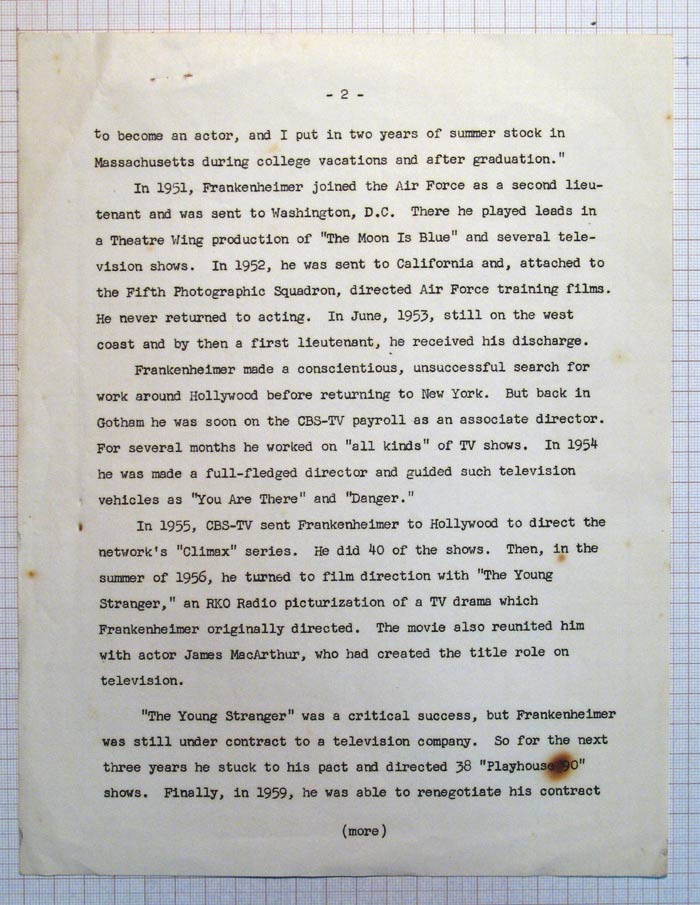 - 2 -
to become an actor, and I put in two years of summer stock in
Massachusetts during college vacations and after graduation."
In 1951, Frankenheimer joined the Air Force as a second lieu-
tenant and was sent to Washington, D.C. There he played leads in
a Theatre Wing production of "The Moon Is Blue" and several tele-
vision shows. In 1952, he was sent to California and, attached to
the Fifth Photographic Squadron, directed Air Force training films.
He never returned to acting. In June, 1953, still on the west
coast and by then a first lieutenant, he received his discharge.
Frankenheimer made a conscientious, unsuccessful search for
work around Hollywood before returning to New York. But back in
Gotham he was soon on the CBS-TV payroll as an associate director.
For several months he worked on "all kinds" of TV shows. In 1954
he was made a full-fledged director and guided such television
vehicles as "You Are There" and "Danger."
In 1955, CBS-TV sent Frankenheimer to Hollywood to direct the
network's "Climax" series. He did 40 of the shows. Then, in the
summer of 1956, he turned to film direction with "The Young
Stranger," an RKO Radio picturization of a TV drama which
Frankenheimer originally directed. The movie also reunited him
with actor James MacArthur, who had created the title role on
television.
"The Young Stranger" was a critical success, but Frankenheimer
was still under contract to a television company. So for the next
three years he stuck to his pact and directed 38 "Playhouse 90"
shows. Finally, in 1959, he was able to renegotiate his contract
(more)